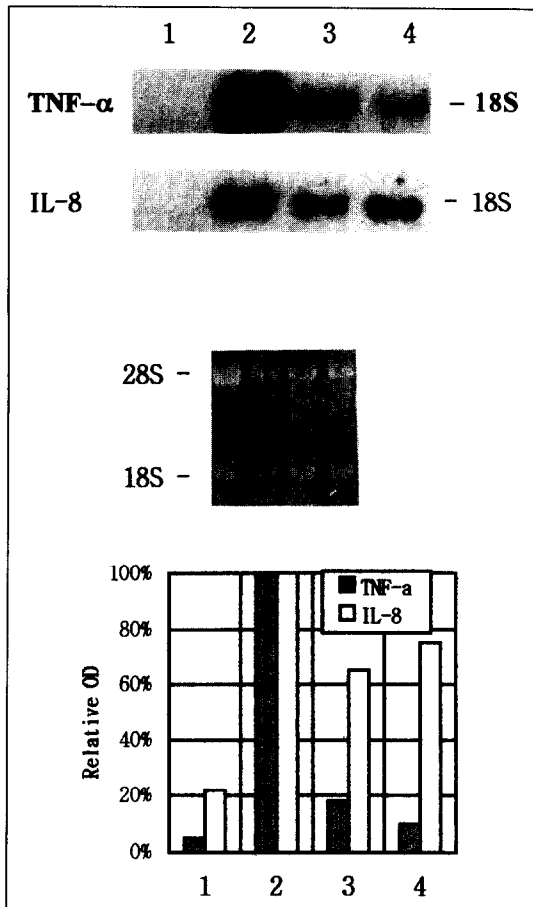 1 2 3 4
TNF-α - 18S
IL-8 - 18S
28S -
18S -
100%
80%
60%
40%
20%
0%
Relative OD
TNF-a
IL-8
1 2 3 4